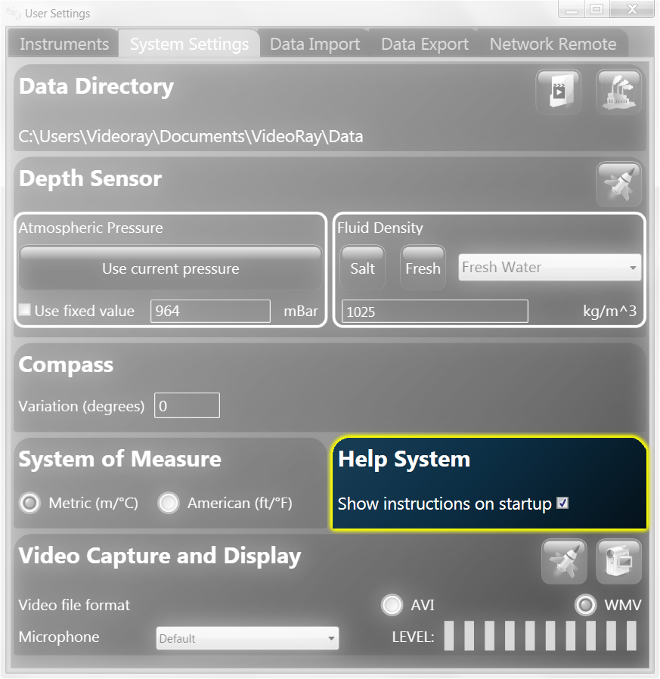 User Settings
Instruments
System Settings
Data Import
Data Export
Network Remote
Data Directory
C:\Users\Videoray\Documents\VideoRay\Data
Depth Sensor
Atmospheric Pressure
Use current pressure
Use fixed value 964 mBar
Fluid Density
Salt Fresh Fresh Water
1025 kg/m^3
Compass
Variation (degrees) 0
System of Measure
Metric (m/°C) American (ft/°F)
Help System
Show instructions on startup
Video Capture and Display
Video file format AVI WMV
Microphone Default LEVEL: